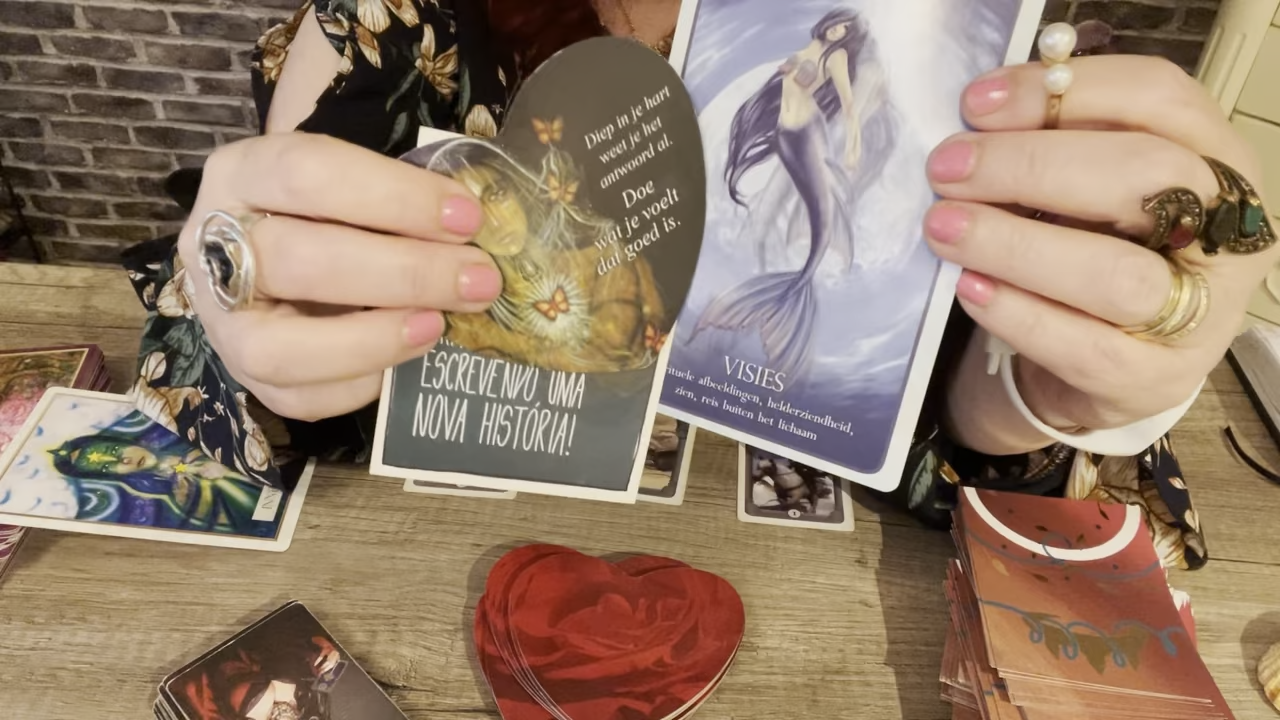 Diep in je hart
weet je het
antwoord al.
Doe
wat je voelt
dat goed is.
ESCREVENDO UMA
NOVA HISTÓRIA!
VISIES
afbeeldingen, helderziendheid,
zien, reis buiten het lichaam